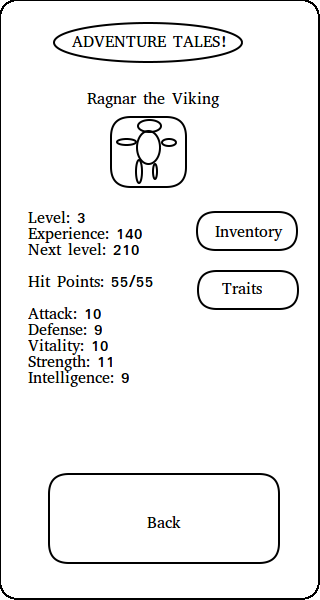 ADVENTURE TALES!
Ragnar the Viking
Level: 3
Experience: 140
Next level: 210
Inventory
Hit Points: 55/55
Traits
Attack: 10
Defense: 9
Vitality: 10
Strength: 11
Intelligence: 9
Back